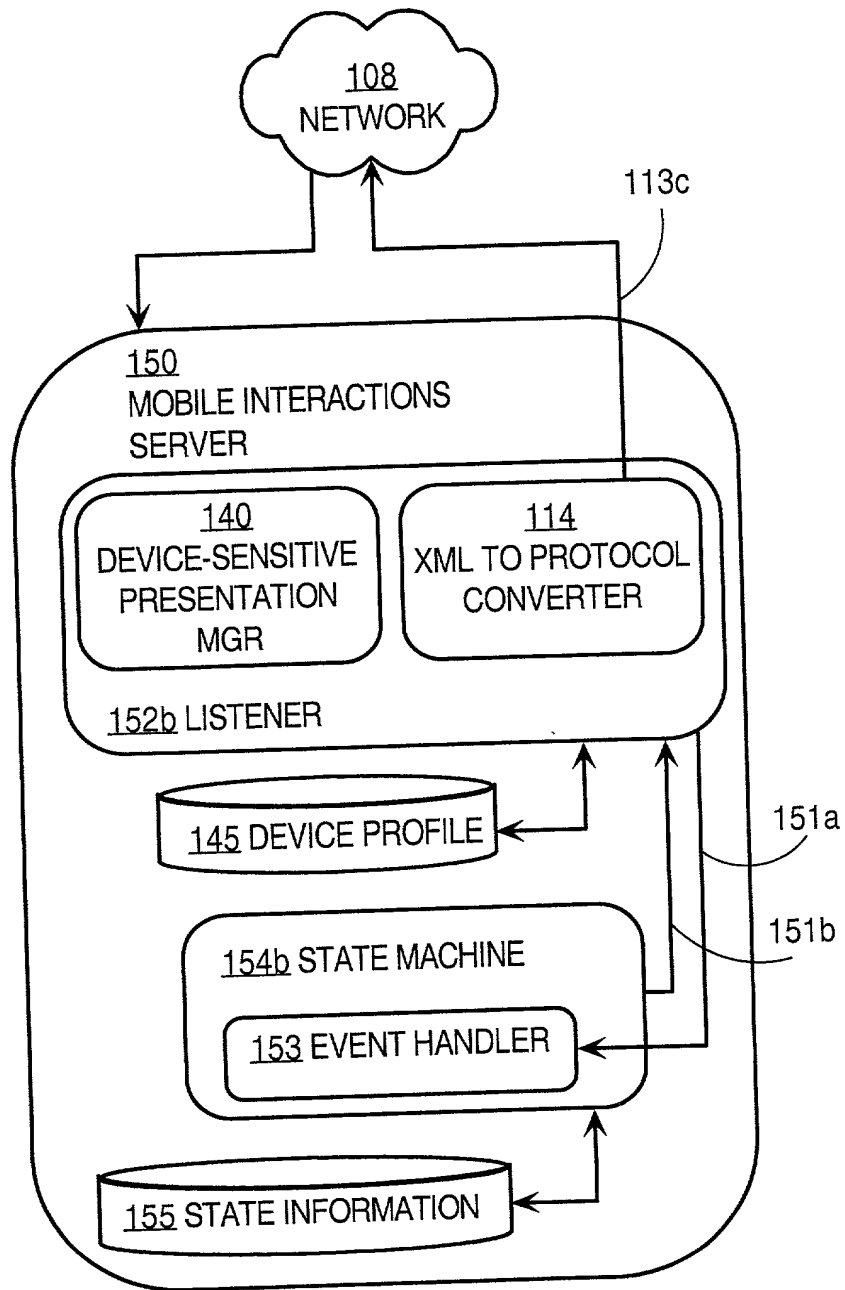 108
NETWORK
113c
150
MOBILE INTERACTIONS
SERVER
140
DEVICE-SENSITIVE
PRESENTATION
MGR
114
XML TO PROTOCOL
CONVERTER
152b LISTENER
145 DEVICE PROFILE
151a
151b
154b STATE MACHINE
153 EVENT HANDLER
155 STATE INFORMATION